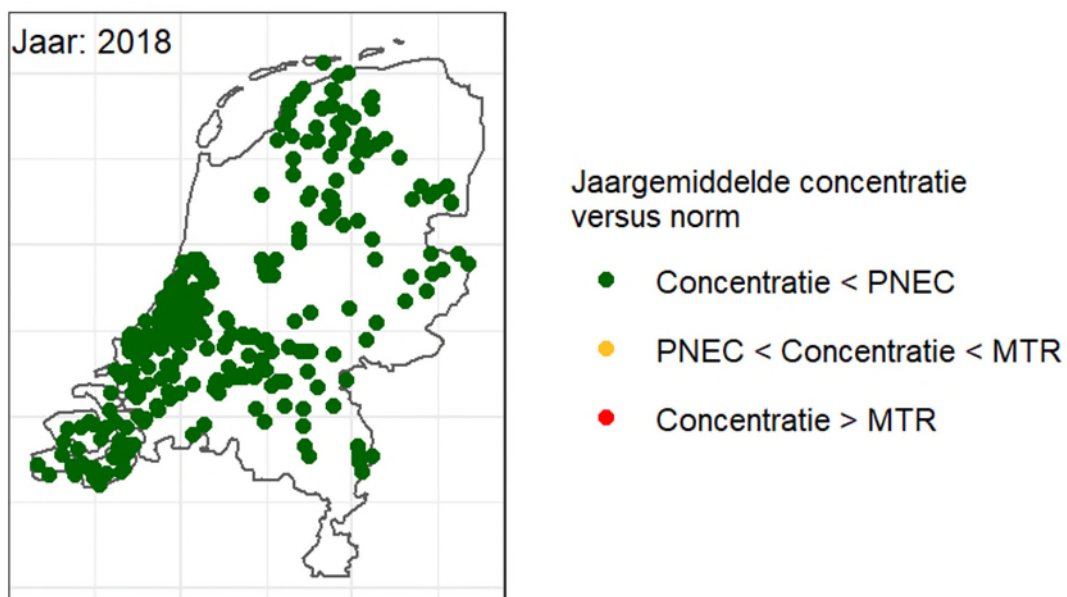 Jaar: 2018
Jaargemiddelde concentratie
versus norm
Concentratie < PNEC
PNEC < Concentratie < MTR
Concentratie > MTR